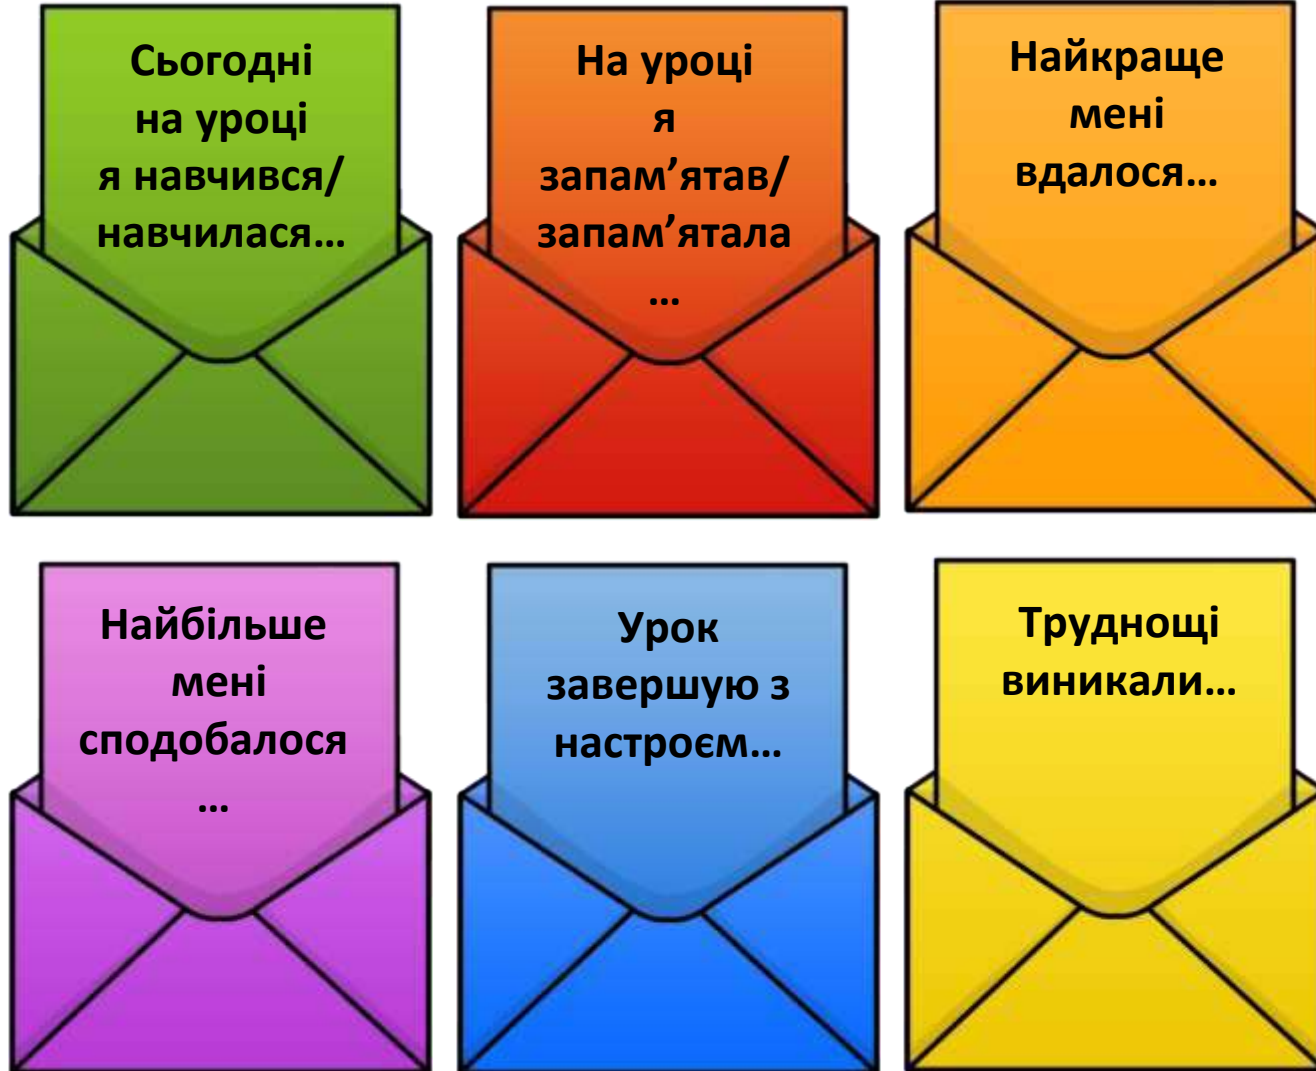 Сьогодні
на уроці
я навчився/
навчилася…
На уроці
я
запам’ятав/
запам’ятала
…
Найкраще
мені
вдалося…
Найбільше
мені
сподобалося
…
Урок
завершую з
настроєм…
Труднощі
виникали…